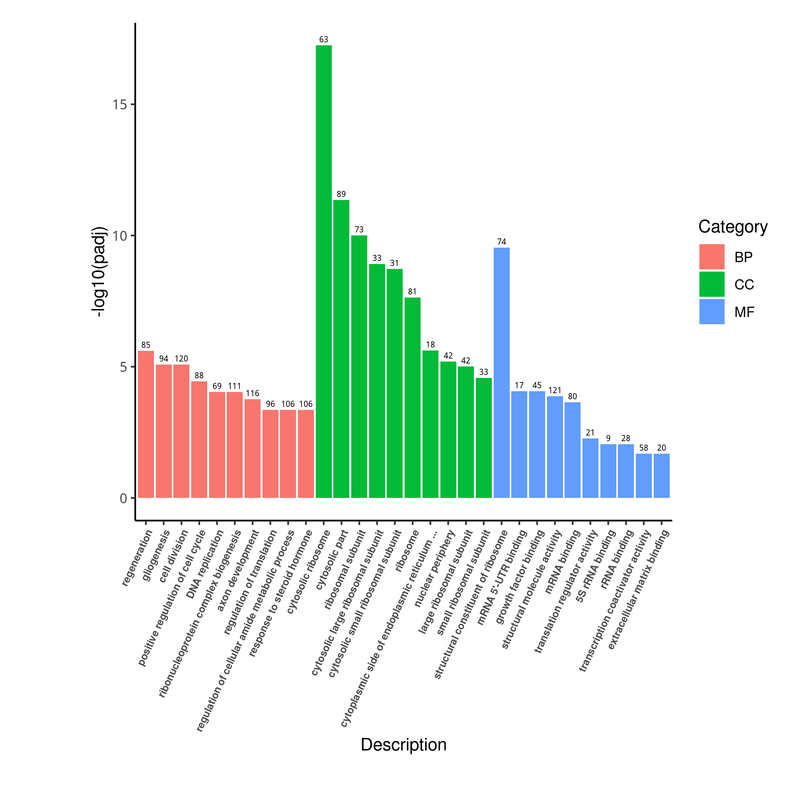 63
15
89
Category
-log10(padj)
10
73
74
BP
33
31
CC
81
MF
85
18
5
94
120
42
42
88
33
69
111
116
17
45
121
96
106
106
80
21
9
28
58
20
0
regeneration
gliogenesis
cell division
positive regulation of cell cycle
DNA replication
ribonucleoprotein complex biogenesis
axon development
regulation of translation
regulation of cellular amide metabolic process
response to steroid hormone
cytosolic ribosome
cytosolic part
ribosomal subunit
cytosolic large ribosomal subunit
cytosolic small ribosomal subunit
ribosome
cytoplasmic side of endoplasmic reticulum ...
nuclear periphery
large ribosomal subunit
small ribosomal subunit
structural constituent of ribosome
mRNA 5'-UTR binding
growth factor binding
structural molecule activity
mRNA binding
translation regulator activity
5S rRNA binding
rRNA binding
transcription coactivator activity
extracellular matrix binding
Description